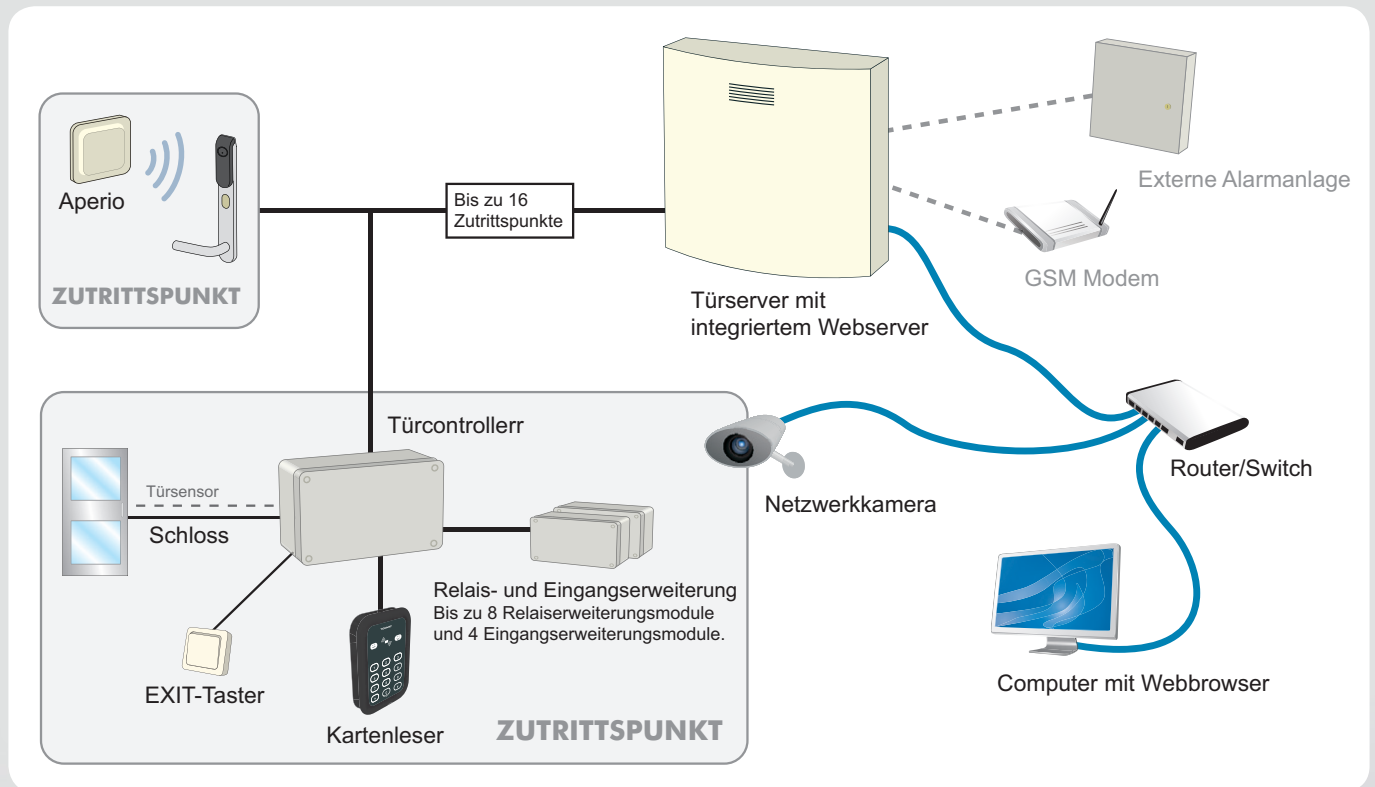 Aperio
ZUTRITTSPUNKT
Bis zu 16
Zutrittspunkte
Türserver mit
integriertem Webserver
Externe Alarmanlage
GSM Modem
Türcontrollerr
Türsensor
Schloss
EXIT-Taster
Kartenleser
Relais- und Eingangserweiterung
Bis zu 8 Relaiserweiterungsmodule
und 4 Eingangserweiterungsmodule.
ZUTRITTSPUNKT
Netzwerkkamera
Router/Switch
Computer mit Webbrowser